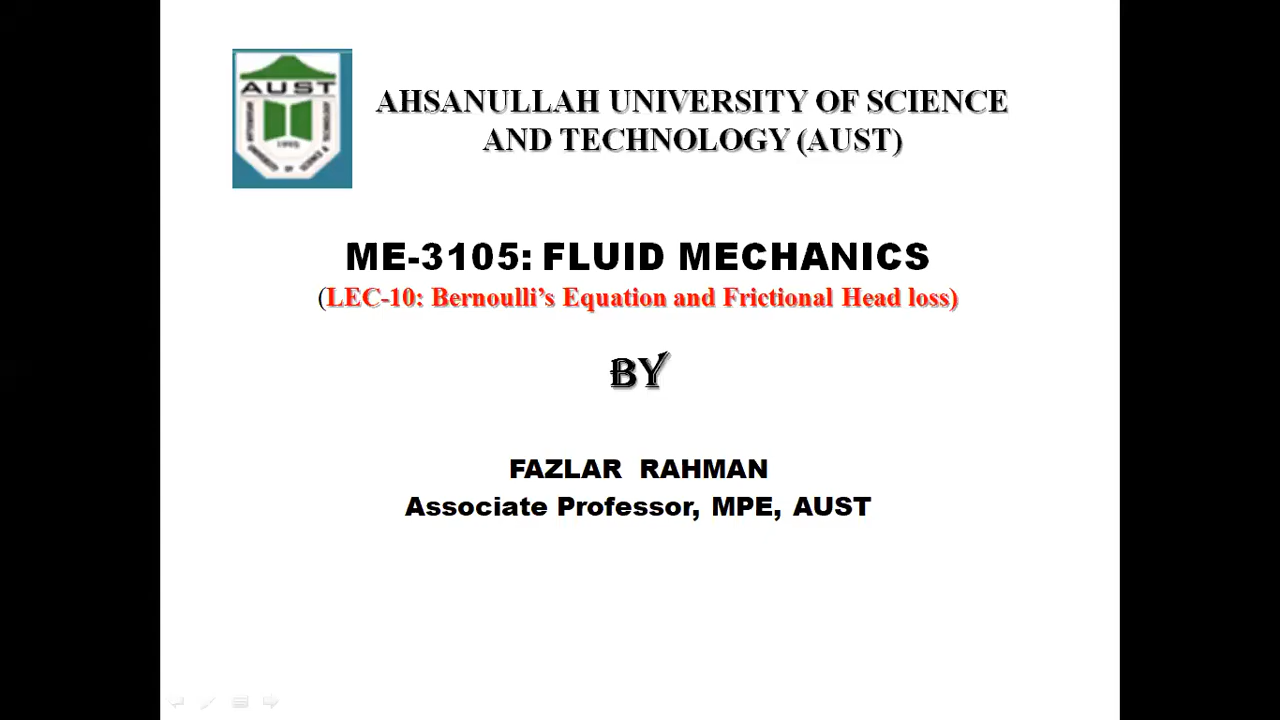 AUST
AHSANULLAH UNIVERSITY OF SCIENCE
AND TECHNOLOGY (AUST)
ME-3105: FLUID MECHANICS
(LEC-10: Bernoulli’s Equation and Frictional Head loss)
BY
FAZLAR RAHMAN
Associate Professor, MPE, AUST